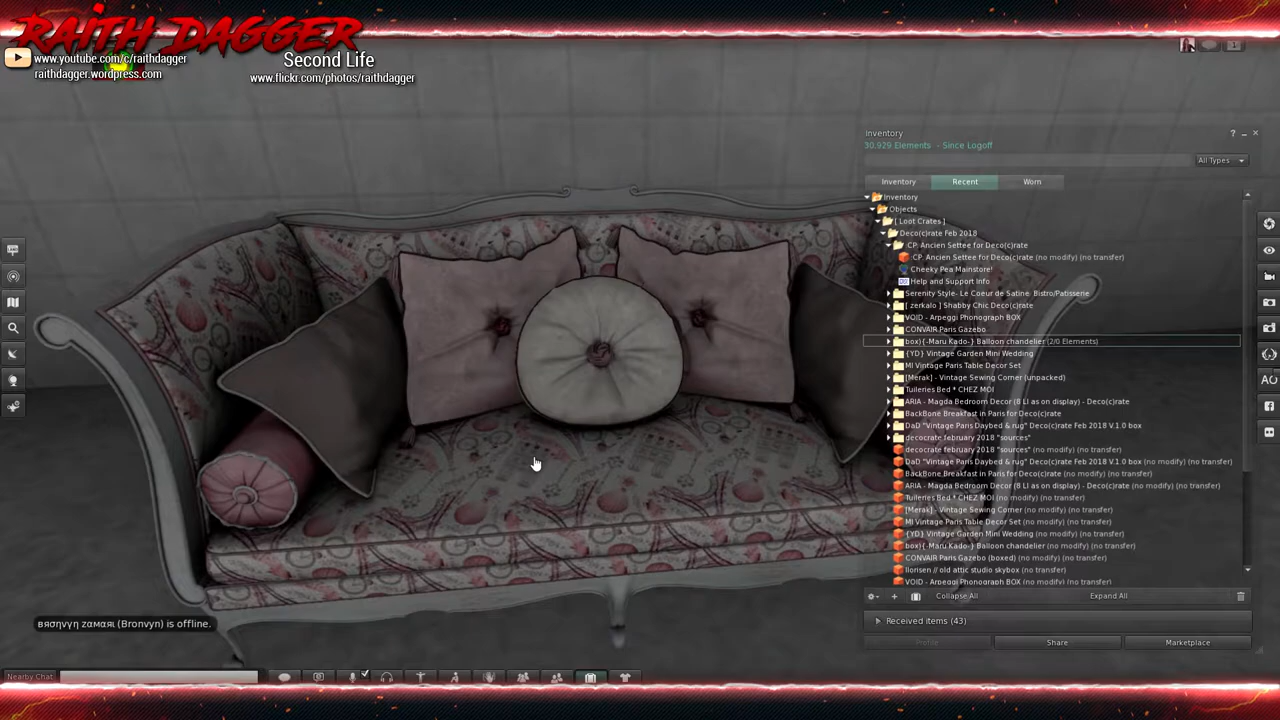 RAITH DAGGER
www.youtube.com/c/raithdagger
raithdagger.wordpress.com
Second Life
www.flickr.com/photos/raithdagger
1
Inventory
30,929 Elements - Since Logoff
All Types
Inventory
Recent
Worn
Inventory
Objects
[ Loot Crates ]
Deco(c)rate Feb 2018
:CP: Ancien Settee for Deco(c)rate
:CP: Ancien Settee for Deco(c)rate (no modify) (no transfer)
Cheeky Pea Mainstore!
Help and Support Info
Serenity Style- Le Coeur de Satine: Bistro/Patisserie
[ zerkalo ] Shabby Chic Deco(c)rate
VOID - Arpeggi Phonograph BOX
CONVAIR Paris Gazebo
box){-Maru Kado-} Balloon chandelier (2/0 Elements)
{YD} Vintage Garden Mini Wedding
MI Vintage Paris Table Decor Set
[Merak] - Vintage Sewing Corner (unpacked)
Tuileries Bed * CHEZ MOI
ARIA - Magda Bedroom Decor (8 LI as on display) - Deco(c)rate
BackBone Breakfast in Paris for Deco(c)rate
DaD "Vintage Paris Daybed & rug" Deco(c)rate Feb 2018 V.1.0 box
decocrate february 2018 "sources"
decocrate february 2018 "sources" (no modify) (no transfer)
DaD "Vintage Paris Daybed & rug" Deco(c)rate Feb 2018 V.1.0 box (no modify) (no transfer)
BackBone Breakfast in Paris for Deco(c)rate (no modify) (no transfer)
ARIA - Magda Bedroom Decor (8 LI as on display) - Deco(c)rate (no modify) (no transfer)
Tuileries Bed * CHEZ MOI (no modify) (no transfer)
[Merak] - Vintage Sewing Corner (no modify) (no transfer)
MI Vintage Paris Table Decor Set (no modify) (no transfer)
{YD} Vintage Garden Mini Wedding (no modify) (no transfer)
box){-Maru Kado-} Balloon chandelier (no modify) (no transfer)
CONVAIR Paris Gazebo (boxed) (no modify) (no transfer)
llorisen // old attic studio skybox (no transfer)
VOID - Arpeggi Phonograph BOX (no modify) (no transfer)
Collapse All
Expand All
Received items (43)
Profile
Share
Marketplace
вяσηνγη zαмαяι (Bronvyn) is offline.
Nearby Chat
AO